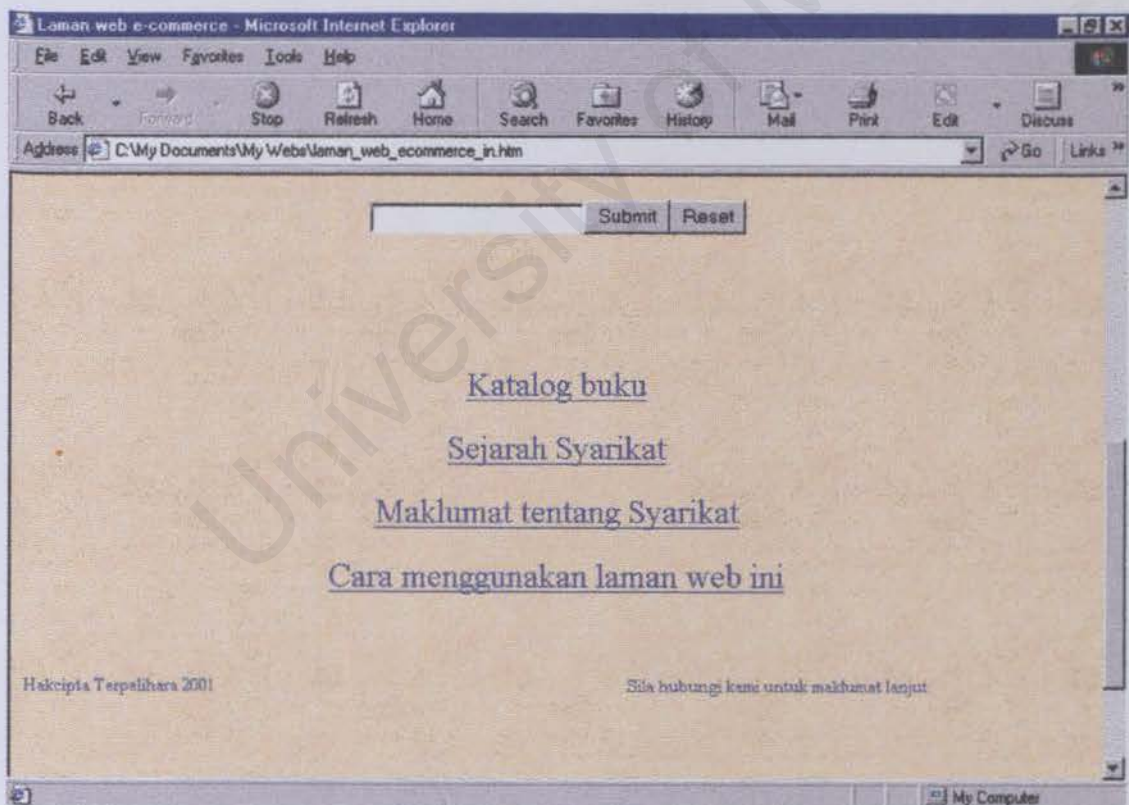 Laman web e-commerce - Microsoft Internet Explorer
File Edit View Favorites Tools Help
Back Forward Stop Refresh Home Search Favorites History Mail Print Edit Discuss
Address C:\My Documents\My Webs\laman_web_ecommerce_in.htm Go Links
Submit Reset
Katalog buku
Sejarah Syarikat
Maklumat tentang Syarikat
Cara menggunakan laman web ini
Hakcipta Terpelihara 2001 Sila hubungi kami untuk maklumat lanjut
My Computer
University of